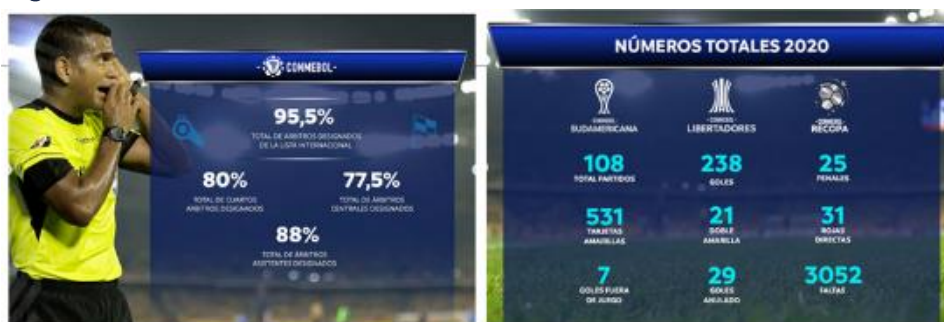 CONMEBOL
95,5%
TOTAL DE ÁRBITROS DESIGNADOS
DE LA LISTA INTERNACIONAL
80%
77,5%
TOTAL DE CUARTOS
ÁRBITROS DESIGNADOS
TOTAL DE ÁRBITROS
CENTRALES DESIGNADOS
88%
TOTAL DE ÁRBITROS
ASISTENTES DESIGNADOS
NÚMEROS TOTALES 2020
CONMEBOL
SUDAMERICANA
CONMEBOL
LIBERTADORES
CONMEBOL
RECOPA
108
TOTAL PARTIDOS
238
GOLES
25
PENALES
531
TARJETAS
AMARILLAS
21
DOBLE
AMARILLA
31
ROJAS
DIRECTAS
7
GOLES FUERA
DE JUEGO
29
GOLES
ANULADO
3052
FALTAS